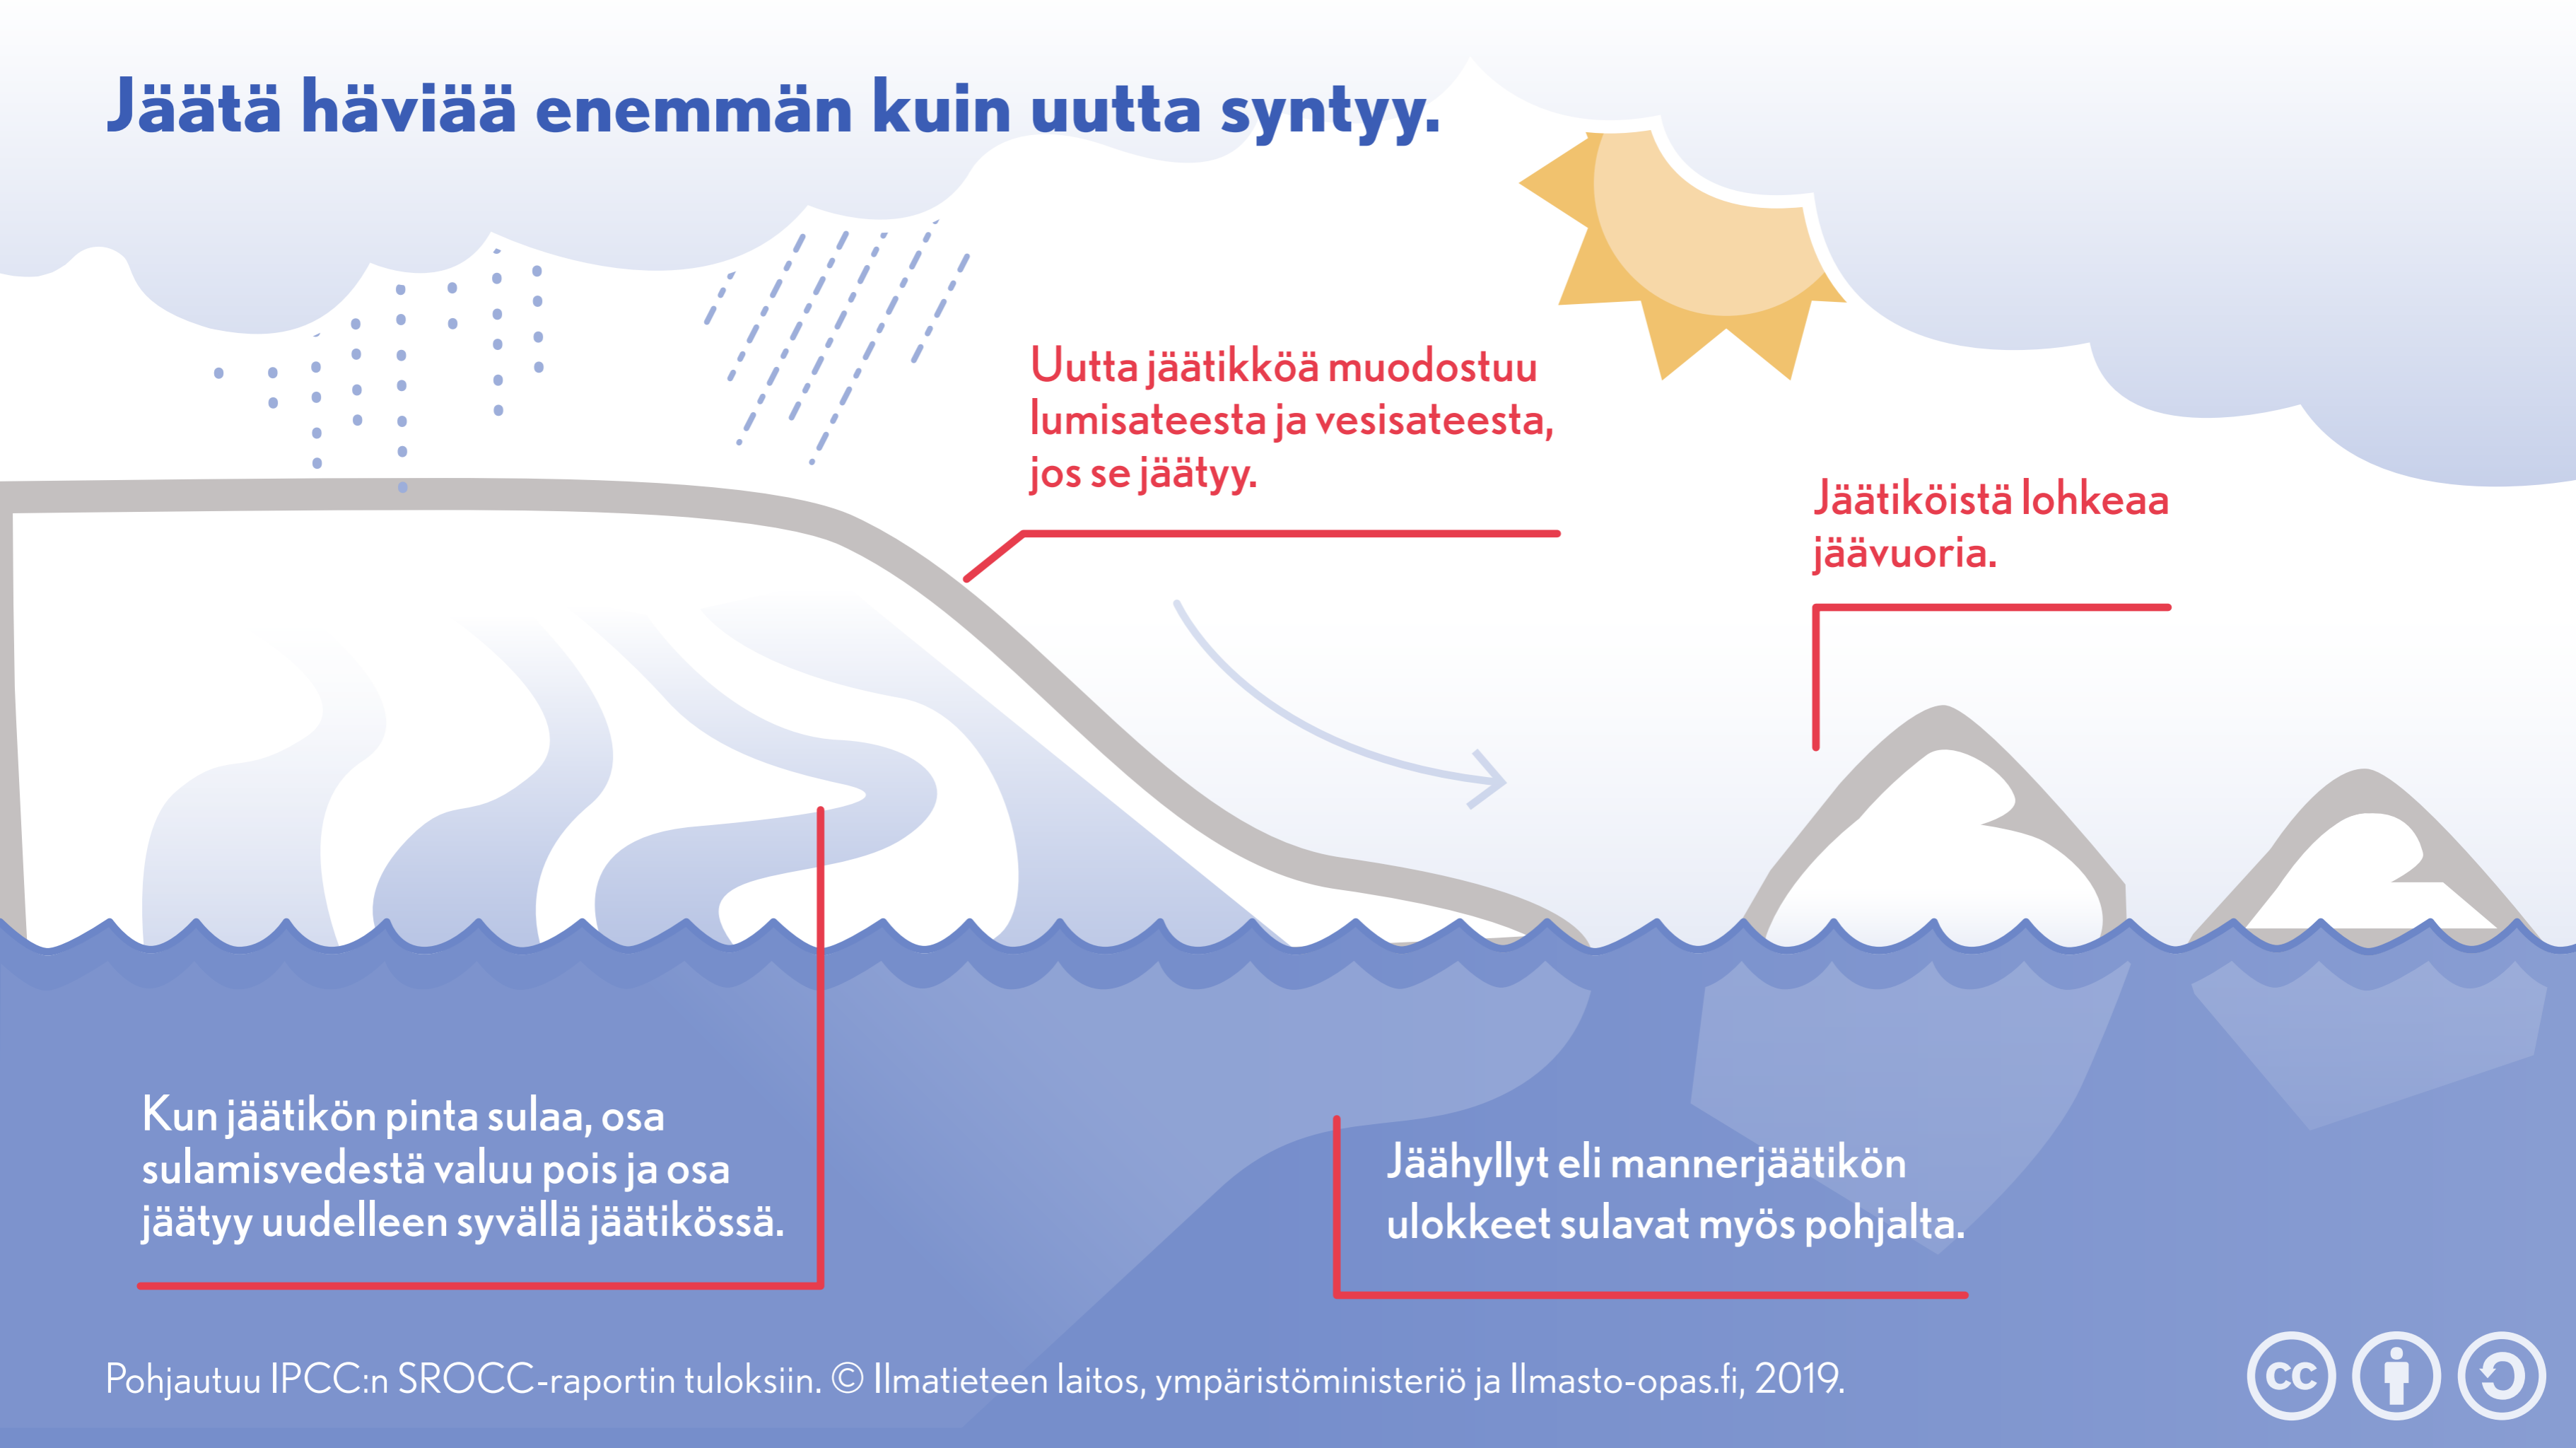 Jäätä häviää enemmän kuin uutta syntyy.
Uutta jäätikköä muodostuu
lumisateesta ja vesisateesta,
jos se jäätyy.
Jäätiköistä lohkeaa
jäävuoria.
Kun jäätikön pinta sulaa, osa
sulamisvedestä valuu pois ja osa
jäätyy uudelleen syvällä jäätikössä.
Jäähyllyt eli mannerjäätikön
ulokkeet sulavat myös pohjalta.
Pohjautuu IPCC:n SROCC-raportin tuloksiin. © Ilmatieteen laitos, ympäristöministeriö ja Ilmasto-opas.fi, 2019.
cc